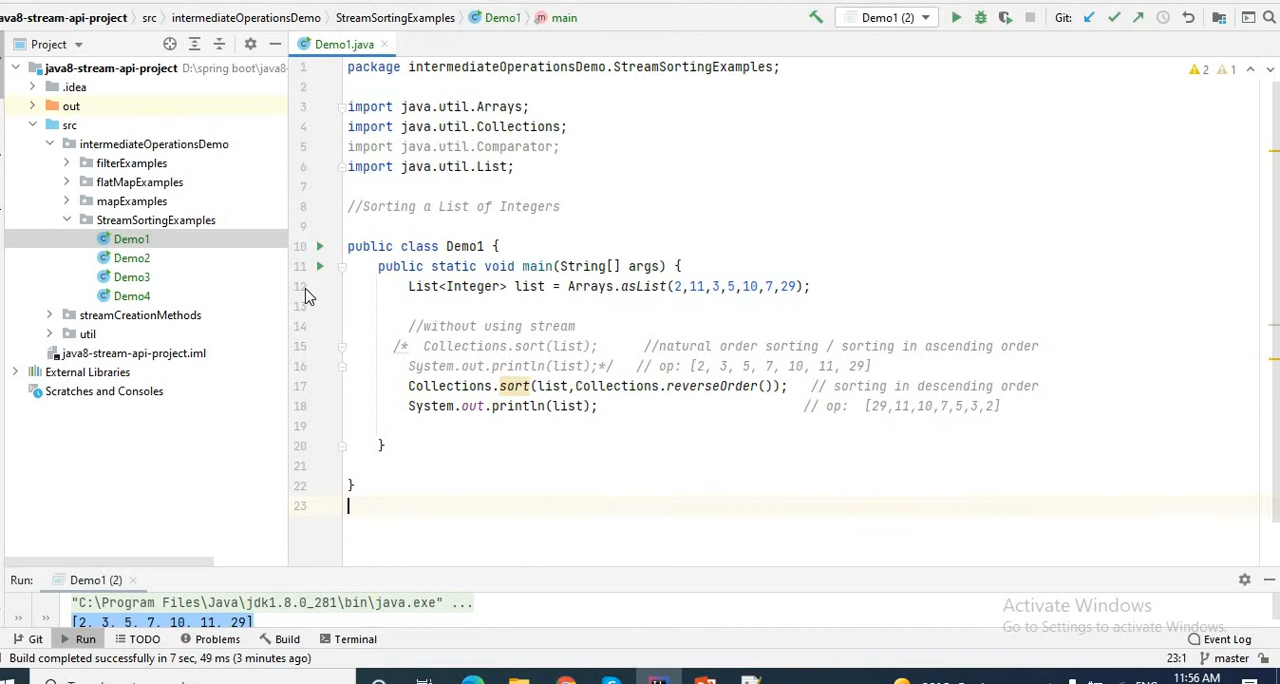 ava8-stream-api-project > src > intermediateOperationsDemo > StreamSortingExamples > Demo1 > main
Demo1 (2)
Git:
Project
Demo1.java
java8-stream-api-project D:\spring boot\java8-
.idea
out
src
intermediateOperationsDemo
filterExamples
flatMapExamples
mapExamples
StreamSortingExamples
Demo1
Demo2
Demo3
Demo4
streamCreationMethods
util
java8-stream-api-project.iml
External Libraries
Scratches and Consoles
2 1
1 package intermediateOperationsDemo.StreamSortingExamples;
2
3 import java.util.Arrays;
4 import java.util.Collections;
5 import java.util.Comparator;
6 import java.util.List;
7
8 //Sorting a List of Integers
9
10 public class Demo1 {
11 public static void main(String[] args) {
12 List<Integer> list = Arrays.asList(2,11,3,5,10,7,29);
13
14 //without using stream
15 /* Collections.sort(list); //natural order sorting / sorting in ascending order
16 System.out.println(list);*/ // op: [2, 3, 5, 7, 10, 11, 29]
17 Collections.sort(list,Collections.reverseOrder()); // sorting in descending order
18 System.out.println(list); // op: [29,11,10,7,5,3,2]
19
20 }
21
22 }
23
Run: Demo1 (2)
"C:\Program Files\Java\jdk1.8.0_281\bin\java.exe" ...
[2, 3, 5, 7, 10, 11, 29]
Activate Windows
Go to Settings to activate Windows.
Git Run TODO Problems Build Terminal Event Log
Build completed successfully in 7 sec, 49 ms (3 minutes ago) 23:1 master
11:56 AM